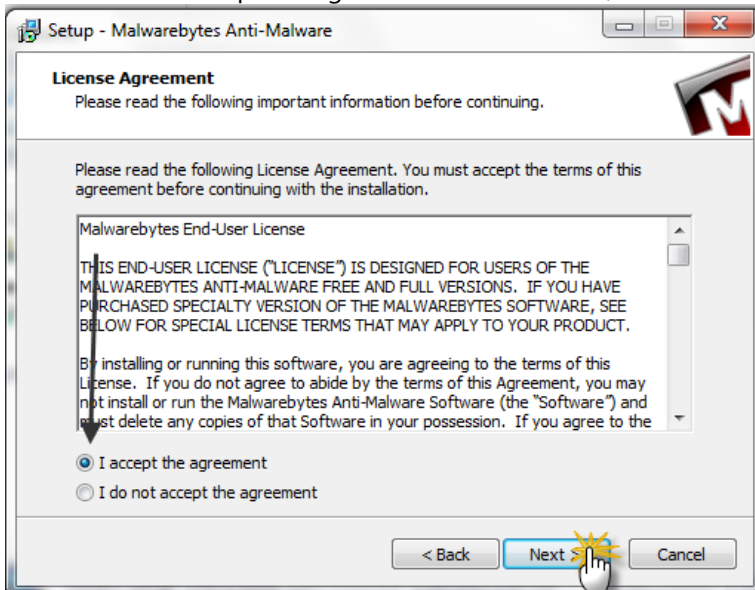 Setup - Malwarebytes Anti-Malware
License Agreement
Please read the following important information before continuing.
Please read the following License Agreement. You must accept the terms of this
agreement before continuing with the installation.
Malwarebytes End-User License
THIS END-USER LICENSE ("LICENSE") IS DESIGNED FOR USERS OF THE
MALWAREBYTES ANTI-MALWARE FREE AND FULL VERSIONS.  IF YOU HAVE
PURCHASED SPECIALTY VERSION OF THE MALWAREBYTES SOFTWARE, SEE
BELOW FOR SPECIAL LICENSE TERMS THAT MAY APPLY TO YOUR PRODUCT.
By installing or running this software, you are agreeing to the terms of this
License.  If you do not agree to abide by the terms of this Agreement, you may
not install or run the Malwarebytes Anti-Malware Software (the "Software") and
must delete any copies of that Software in your possession.  If you agree to the
I accept the agreement
I do not accept the agreement
< Back
Next >
Cancel